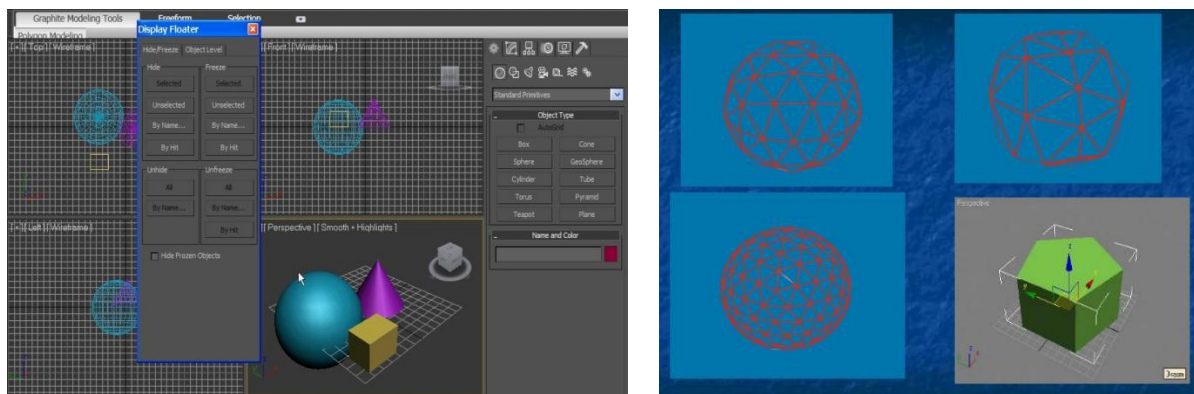 Graphite Modeling Tools Freeform Selection
Polygon Modeling
Display Floater
Hide/Freeze Object Level
[ + ][ Top ][ Wireframe ]
[ Front ][ Wireframe ]
Hide Freeze
Selected Selected
Unselected Unselected
By Name... By Name...
By Hit By Hit
Unhide Unfreeze
All All
By Name... By Name...
By Hit
Hide Frozen Objects
[ + ][ Left ][ Wireframe ]
[ Perspective ][ Smooth + Highlights ]
Standard Primitives
Object Type
AutoGrid
Box Cone
Sphere GeoSphere
Cylinder Tube
Torus Pyramid
Teapot Plane
Name and Color
Perspective
z
x
y